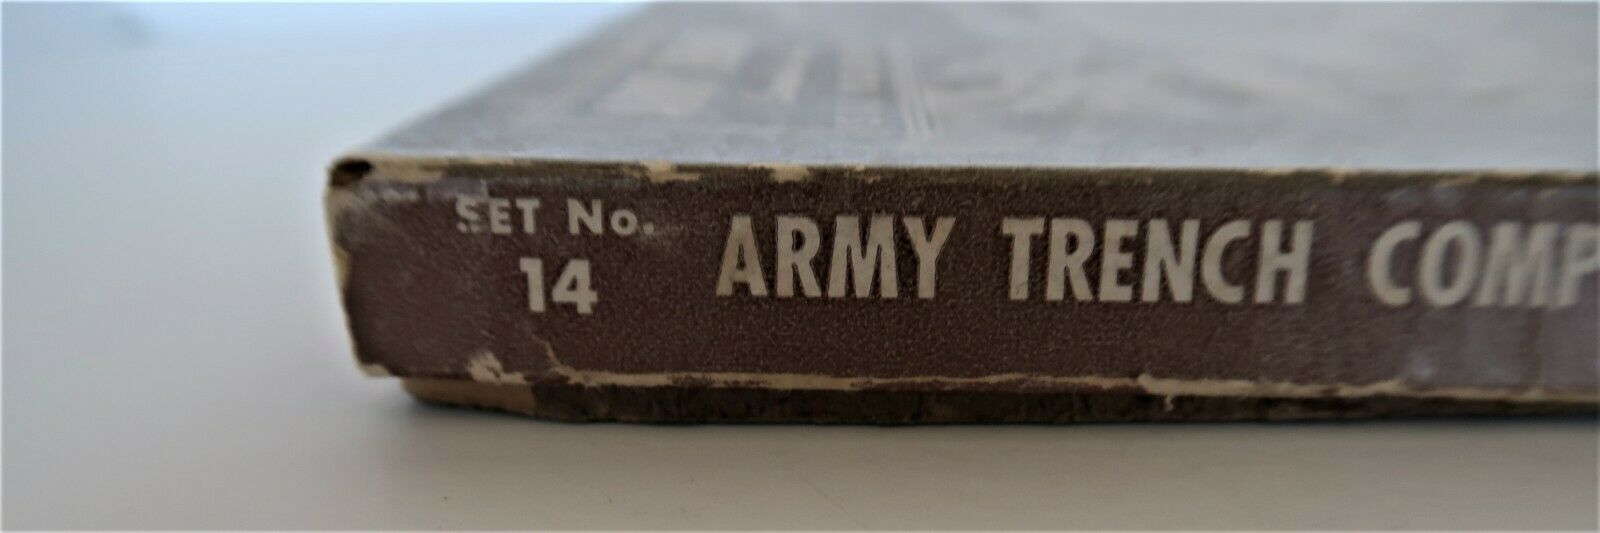 SET No.
14
ARMY TRENCH COMP